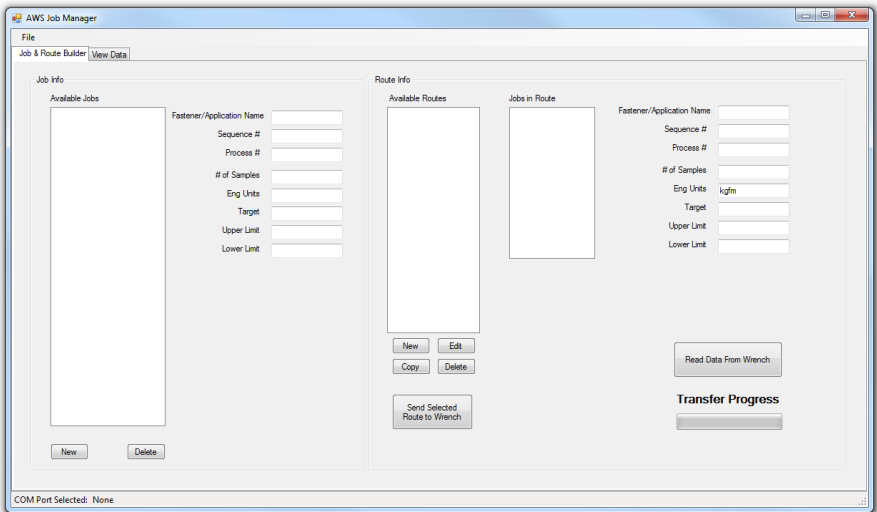 AWS Job Manager
File
Job & Route Builder View Data
Job Info
Available Jobs
Fastener/Application Name
Sequence #
Process #
# of Samples
Eng Units
Target
Upper Limit
Lower Limit
New Delete
Route Info
Available Routes
Jobs in Route
Fastener/Application Name
Sequence #
Process #
# of Samples
Eng Units kgfm
Target
Upper Limit
Lower Limit
New Edit
Copy Delete
Send Selected
Route to Wrench
Read Data From Wrench
Transfer Progress
COM Port Selected: None